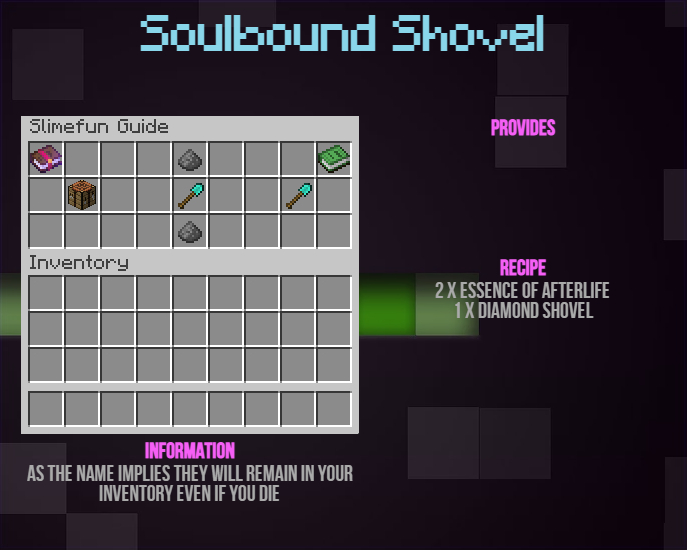 Soulbound Shovel
Slimefun Guide
PROVIDES
Inventory
RECIPE
2 X ESSENCE OF AFTERLIFE
1 X DIAMOND SHOVEL
INFORMATION
AS THE NAME IMPLIES THEY WILL REMAIN IN YOUR
INVENTORY EVEN IF YOU DIE